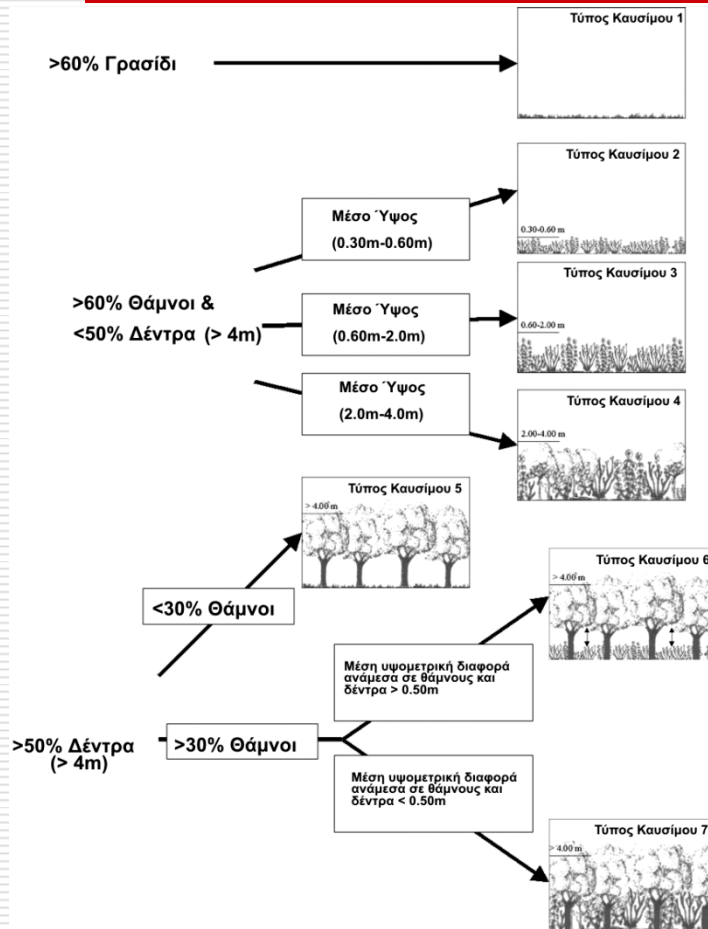 Τύπος Καυσίμου 1
>60% Γρασίδι
Τύπος Καυσίμου 2
0.30-0.60 m
Μέσο Ύψος
(0.30m-0.60m)
>60% Θάμνοι &
<50% Δέντρα (> 4m)
Μέσο Ύψος
(0.60m-2.0m)
Τύπος Καυσίμου 3
0.60-2.00 m
Μέσο Ύψος
(2.0m-4.0m)
Τύπος Καυσίμου 4
2.00-4.00 m
Τύπος Καυσίμου 5
> 4.00 m
<30% Θάμνοι
Τύπος Καυσίμου 6
> 4.00 m
Μέση υψομετρική διαφορά
ανάμεσα σε θάμνους και
δέντρα > 0.50m
>50% Δέντρα
(> 4m)
>30% Θάμνοι
Μέση υψομετρική διαφορά
ανάμεσα σε θάμνους και
δέντρα < 0.50m
Τύπος Καυσίμου 7
> 4.00 m